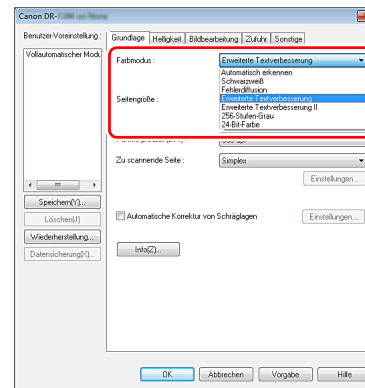 Canon DR-
Benutzer-Voreinstellung :
Vollautomatischer Modu
Speichern(Y)...
Löschen(J)
Wiederherstellung...
Datensicherung(X)...
Grundlage Helligkeit Bildbearbeitung Zufuhr Sonstige
Farbmodus : Erweiterte Textverbesserung
Automatisch erkennen
Schwarzweiß
Fehlerdiffusion
Erweiterte Textverbesserung
Erweiterte Textverbesserung II
256-Stufen-Grau
24-Bit-Farbe
Seitengröße :
Zu scannende Seite : Simplex
Einstellungen...
Automatische Korrektur von Schräglagen Einstellungen...
Info(Z)...
OK Abbrechen Vorgabe Hilfe